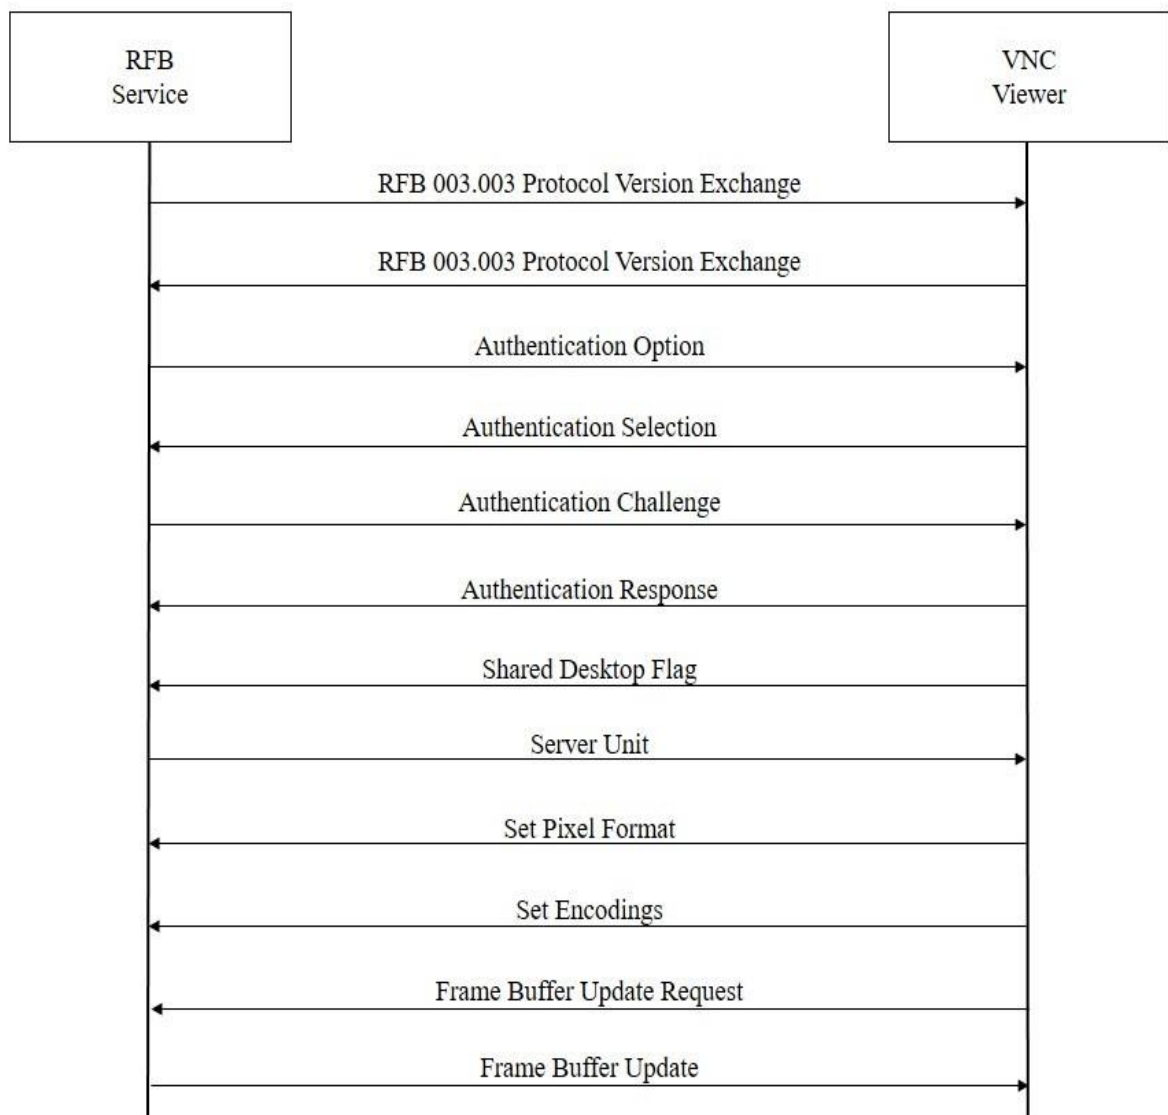 RFB
Service
VNC
Viewer
RFB 003.003 Protocol Version Exchange
RFB 003.003 Protocol Version Exchange
Authentication Option
Authentication Selection
Authentication Challenge
Authentication Response
Shared Desktop Flag
Server Unit
Set Pixel Format
Set Encodings
Frame Buffer Update Request
Frame Buffer Update